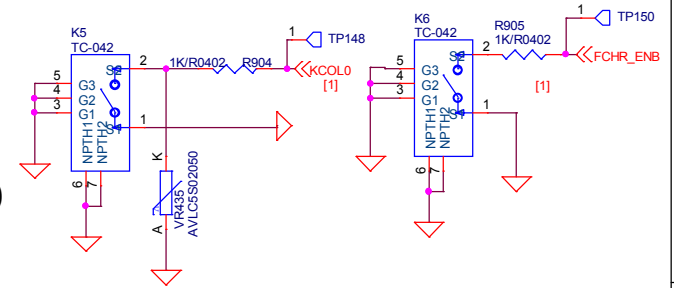 K5
TC-042
1
TP148
2
1K/R0402
R904
KCOL0
[1]
S2
5
G3
4
G2
3
G1
1
S1
NPTH1
NPTH2
6
7
K
VR435
AVLC5S02050
A
K6
TC-042
R905
1K/R0402
1
TP150
2
FCHR_ENB
[1]
S2
5
G3
4
G2
3
G1
1
S1
NPTH1
NPTH2
6
7